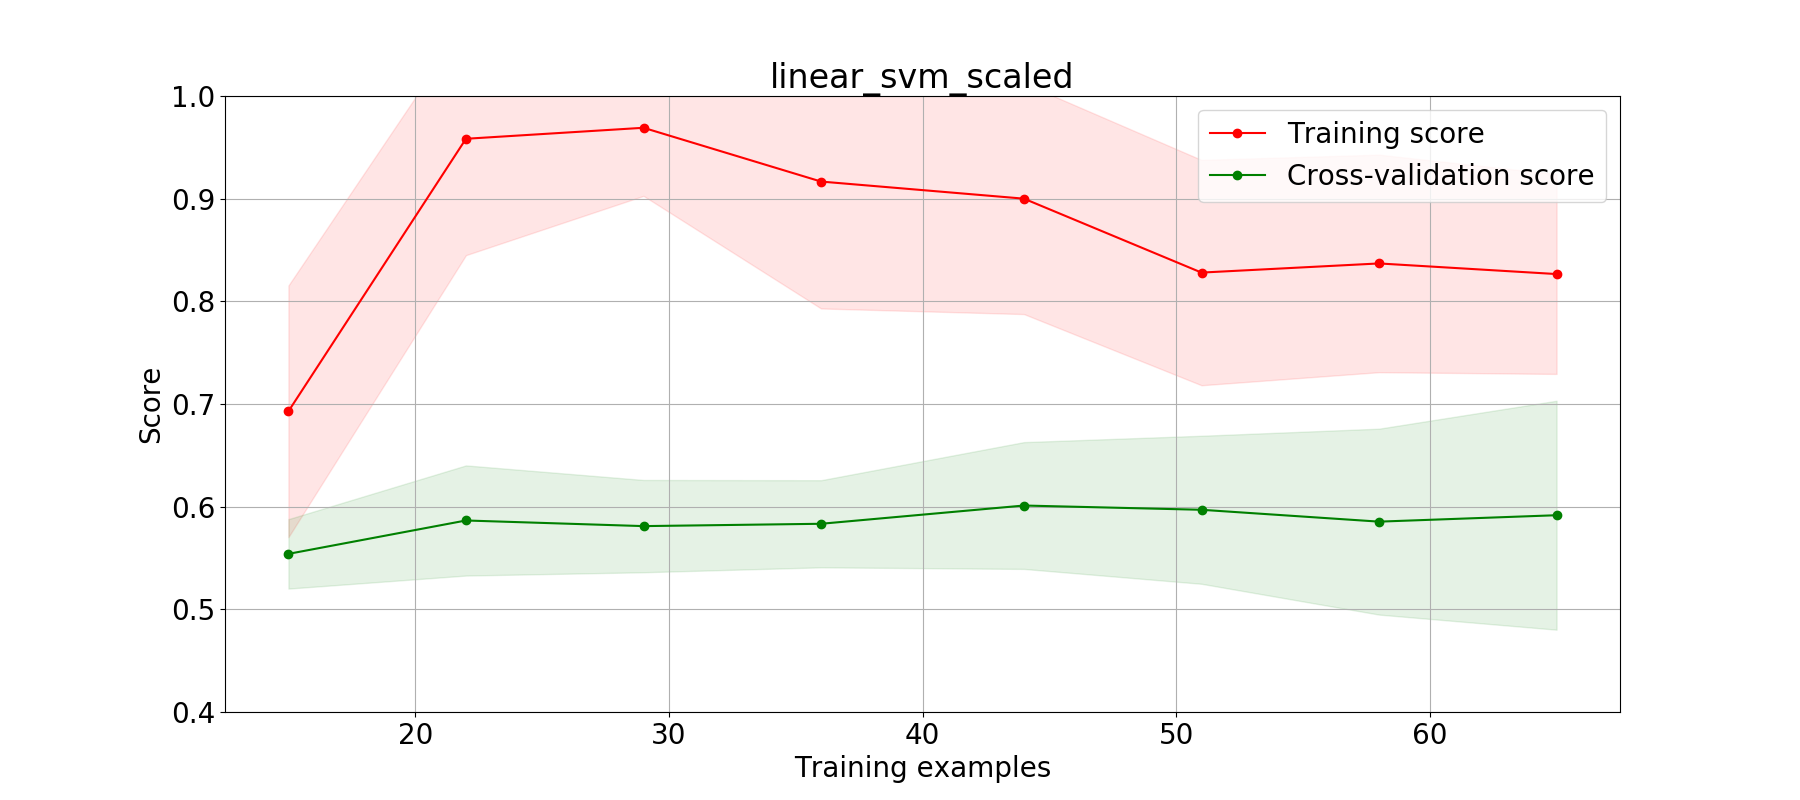 linear_svm_scaled
Training score
Cross-validation score
1.0
0.9
0.8
0.7
0.6
0.5
0.4
Score
20 30 40 50 60
Training examples